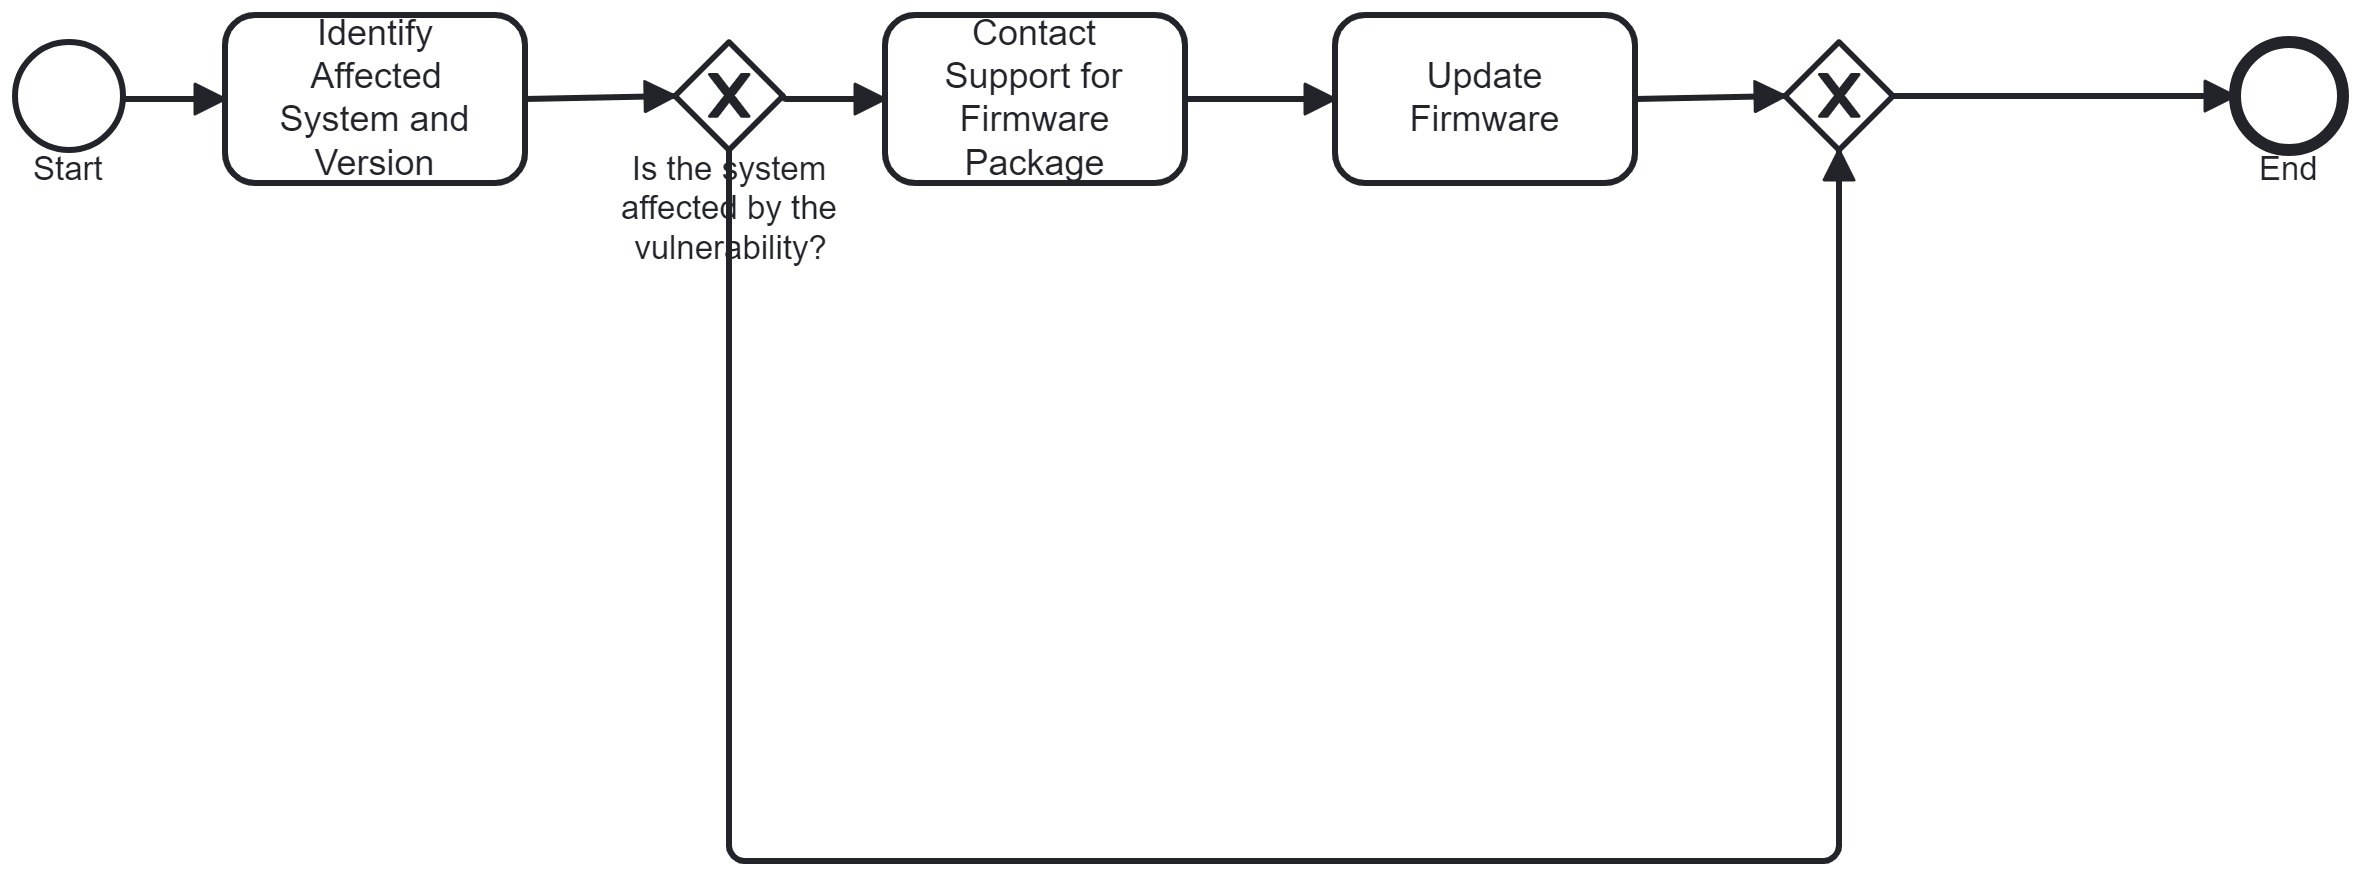 Start
Identify
Affected
System and
Version
X
Is the system
affected by the
vulnerability?
Contact
Support for
Firmware
Package
Update
Firmware
X
End